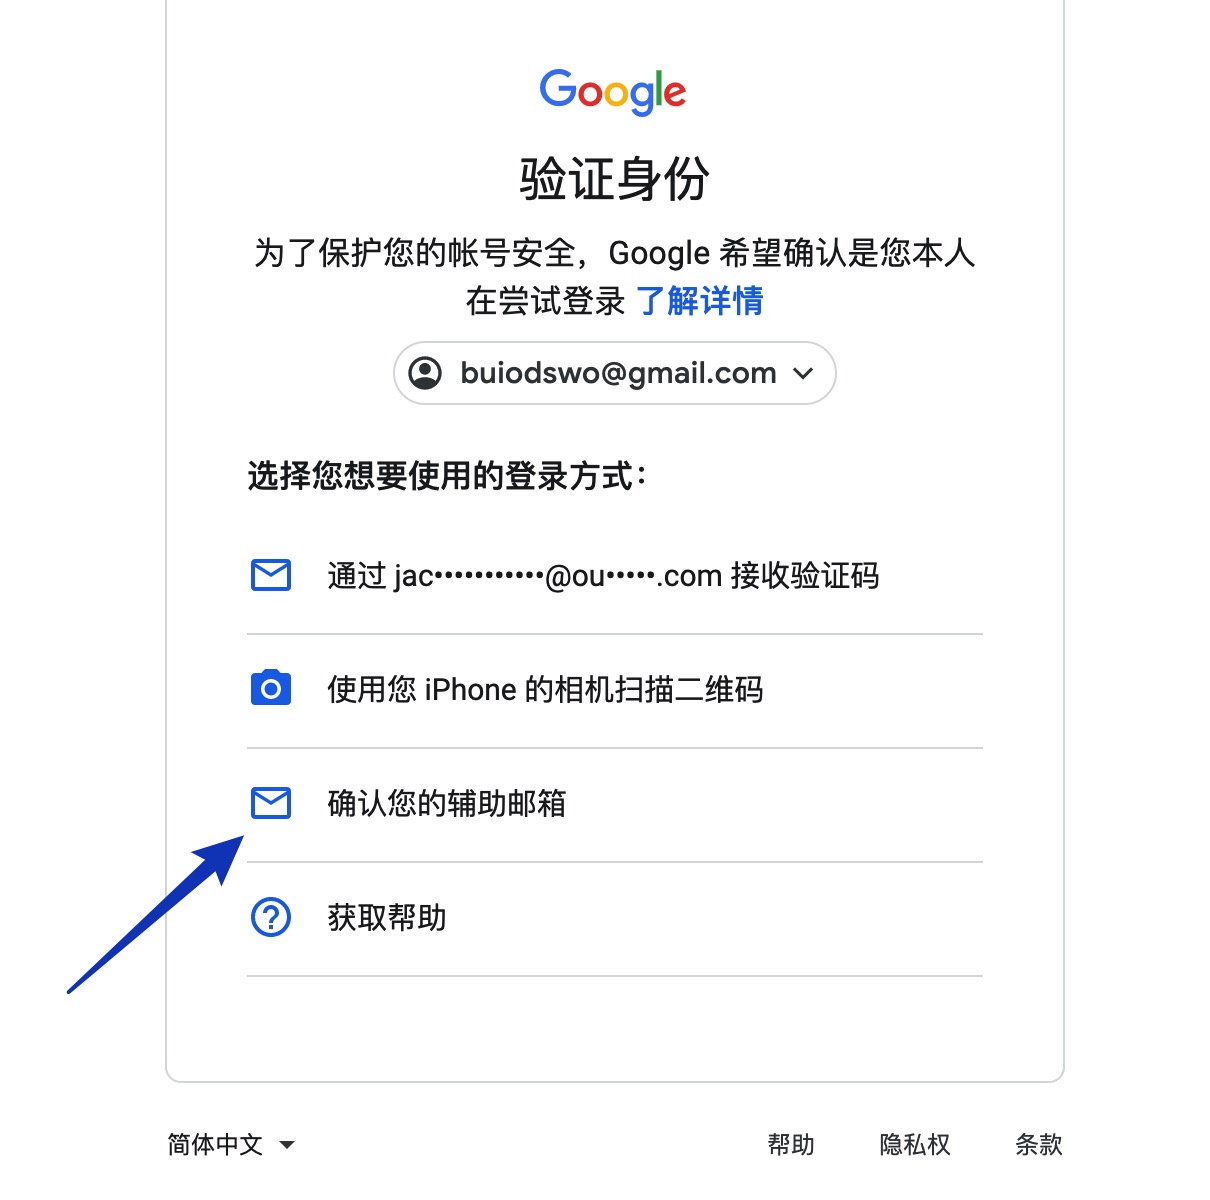 Google
验证身份
为了保护您的帐号安全，Google 希望确认是您本人
在尝试登录 了解详情
buiodswo@gmail.com
选择您想要使用的登录方式：
通过 jac•••••••••••@ou•••••.com 接收验证码
使用您 iPhone 的相机扫描二维码
确认您的辅助邮箱
获取帮助
简体中文 帮助 隐私权 条款